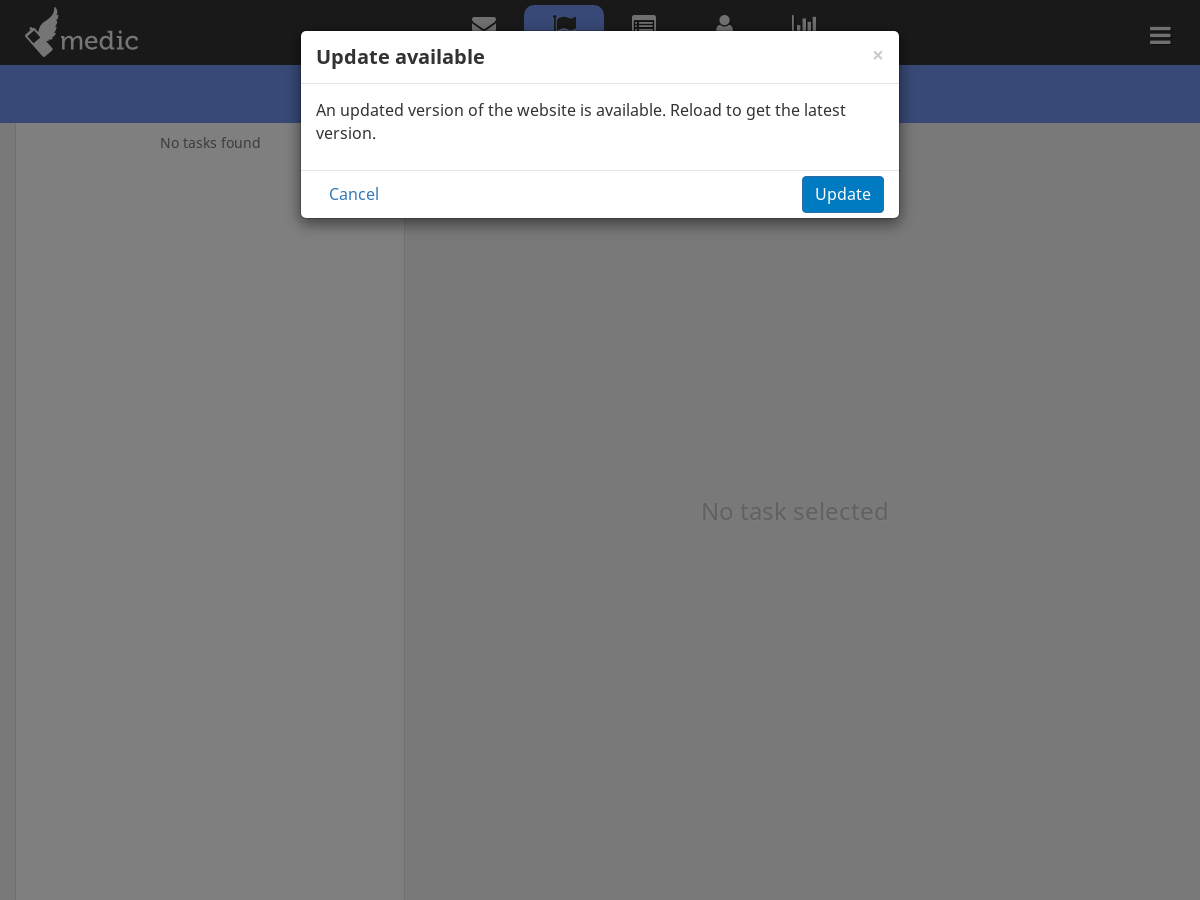 medic
Update available
×
An updated version of the website is available. Reload to get the latest
version.
Cancel
Update
No tasks found
No task selected